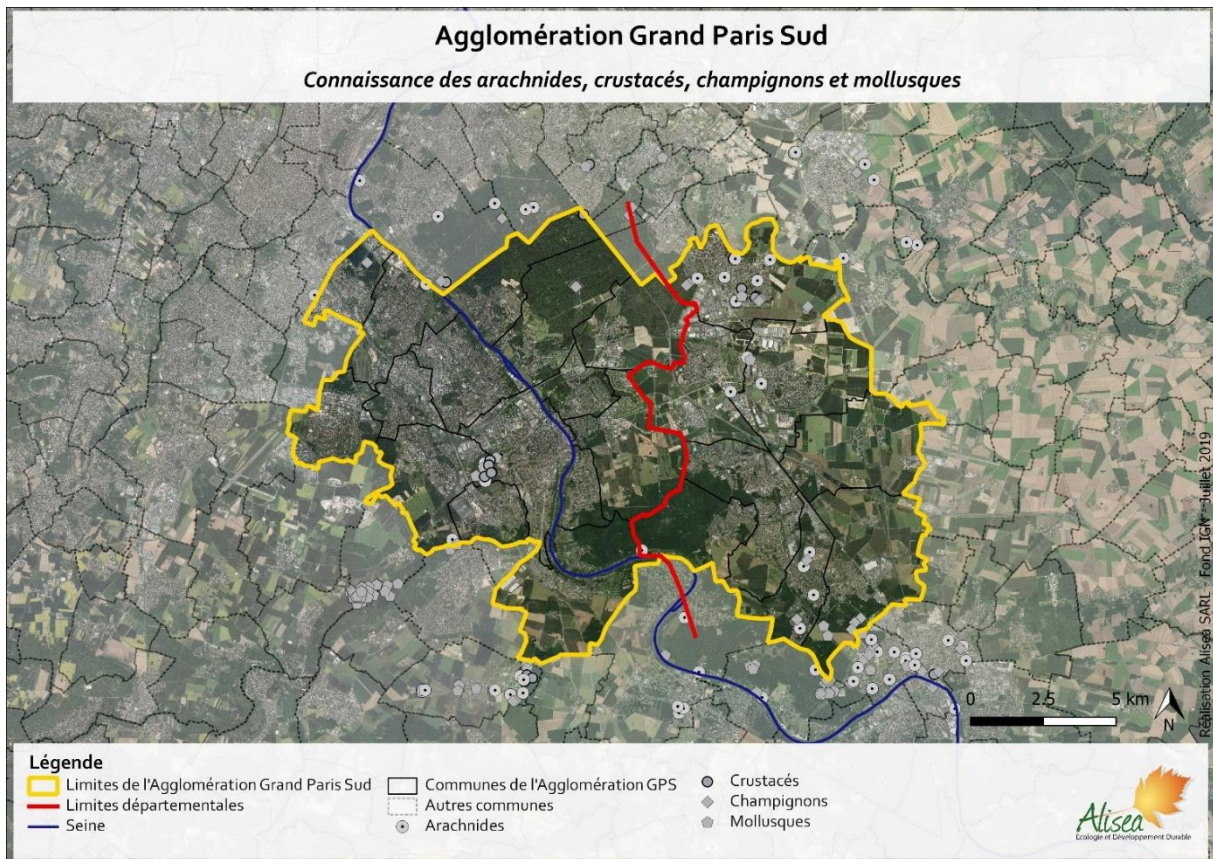 Agglomération Grand Paris Sud
Connaissance des arachnides, crustacés, champignons et mollusques
Réalisation Alisea SARL Fond IGN - Juillet 2019
0 2.5 5 km
N
Légende
Limites de l'Agglomération Grand Paris Sud
Limites départementales
Seine
Communes de l'Agglomération GPS
Autres communes
Arachnides
Crustacés
Champignons
Mollusques
Alisea
Ecologie et Développement Durable